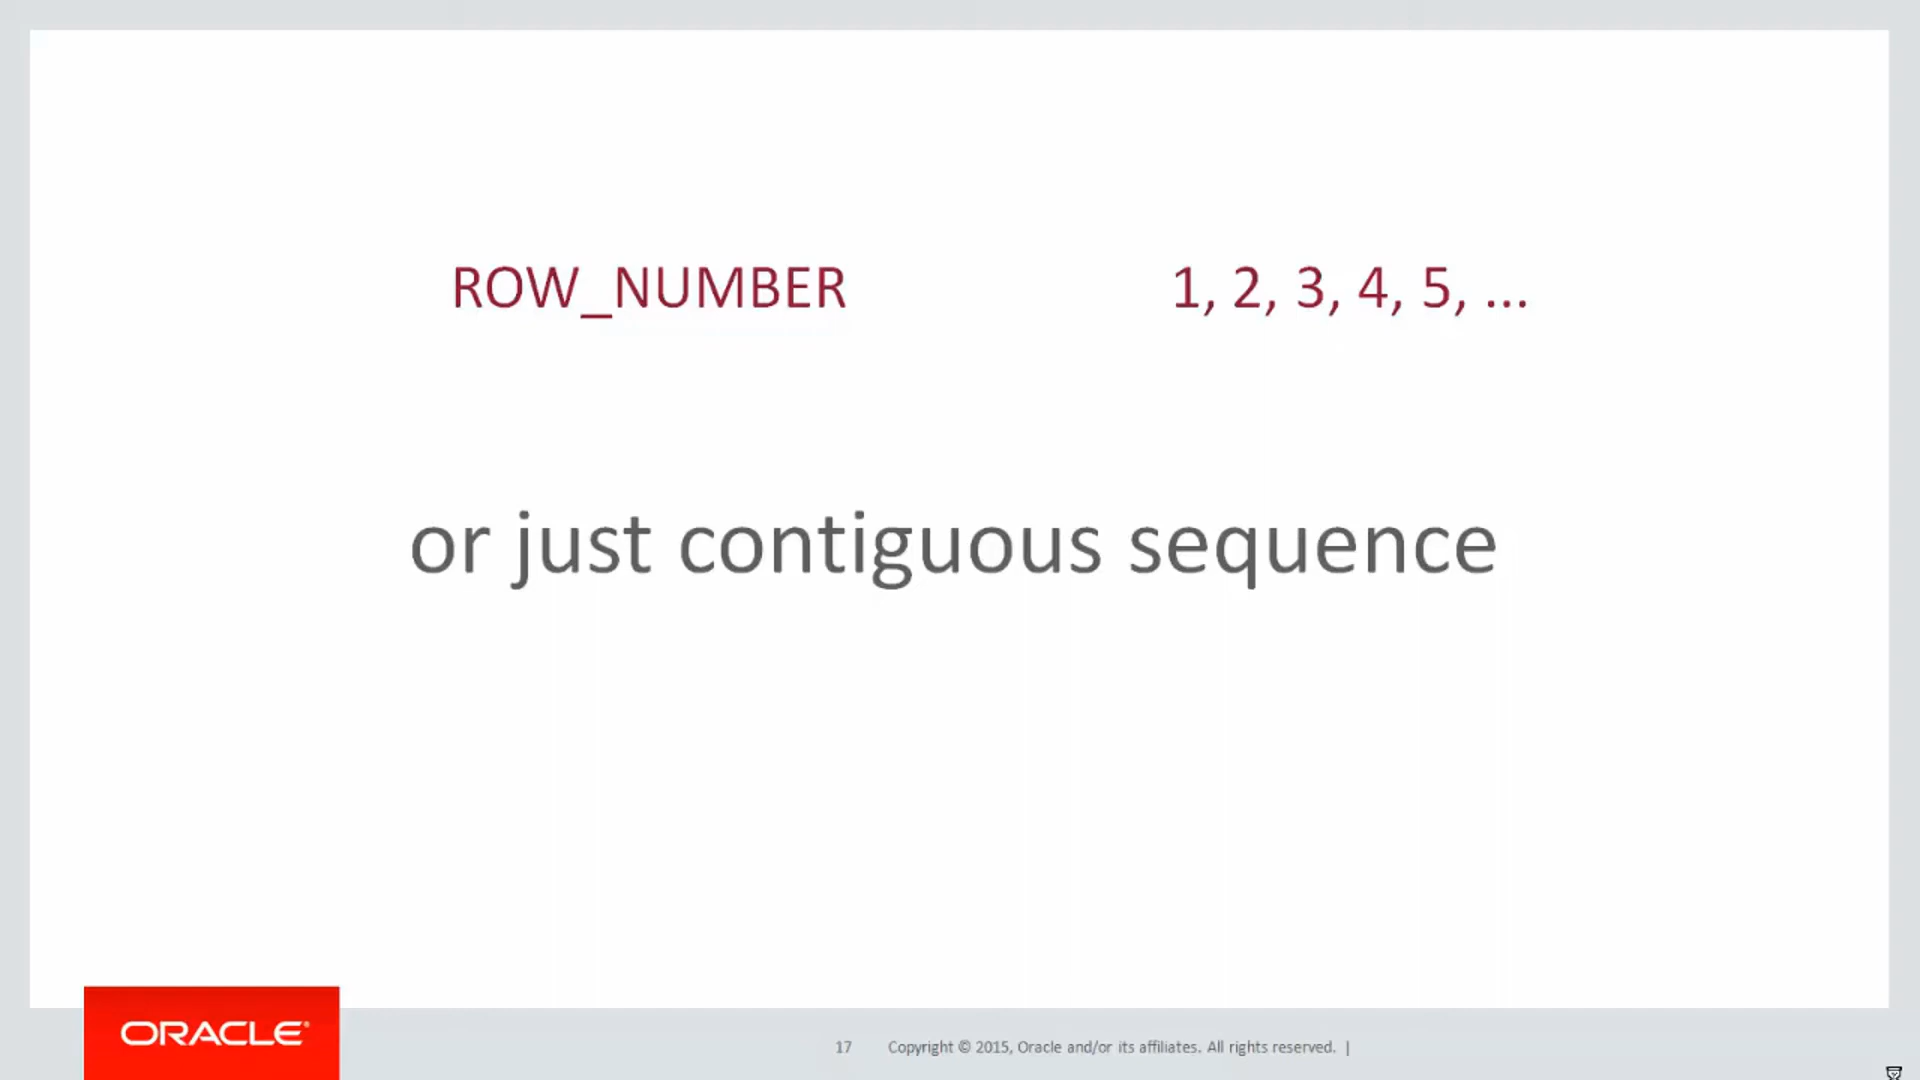 ROW_NUMBER 1, 2, 3, 4, 5, ...
or just contiguous sequence
ORACLE®
17 Copyright © 2015, Oracle and/or its affiliates. All rights reserved. |